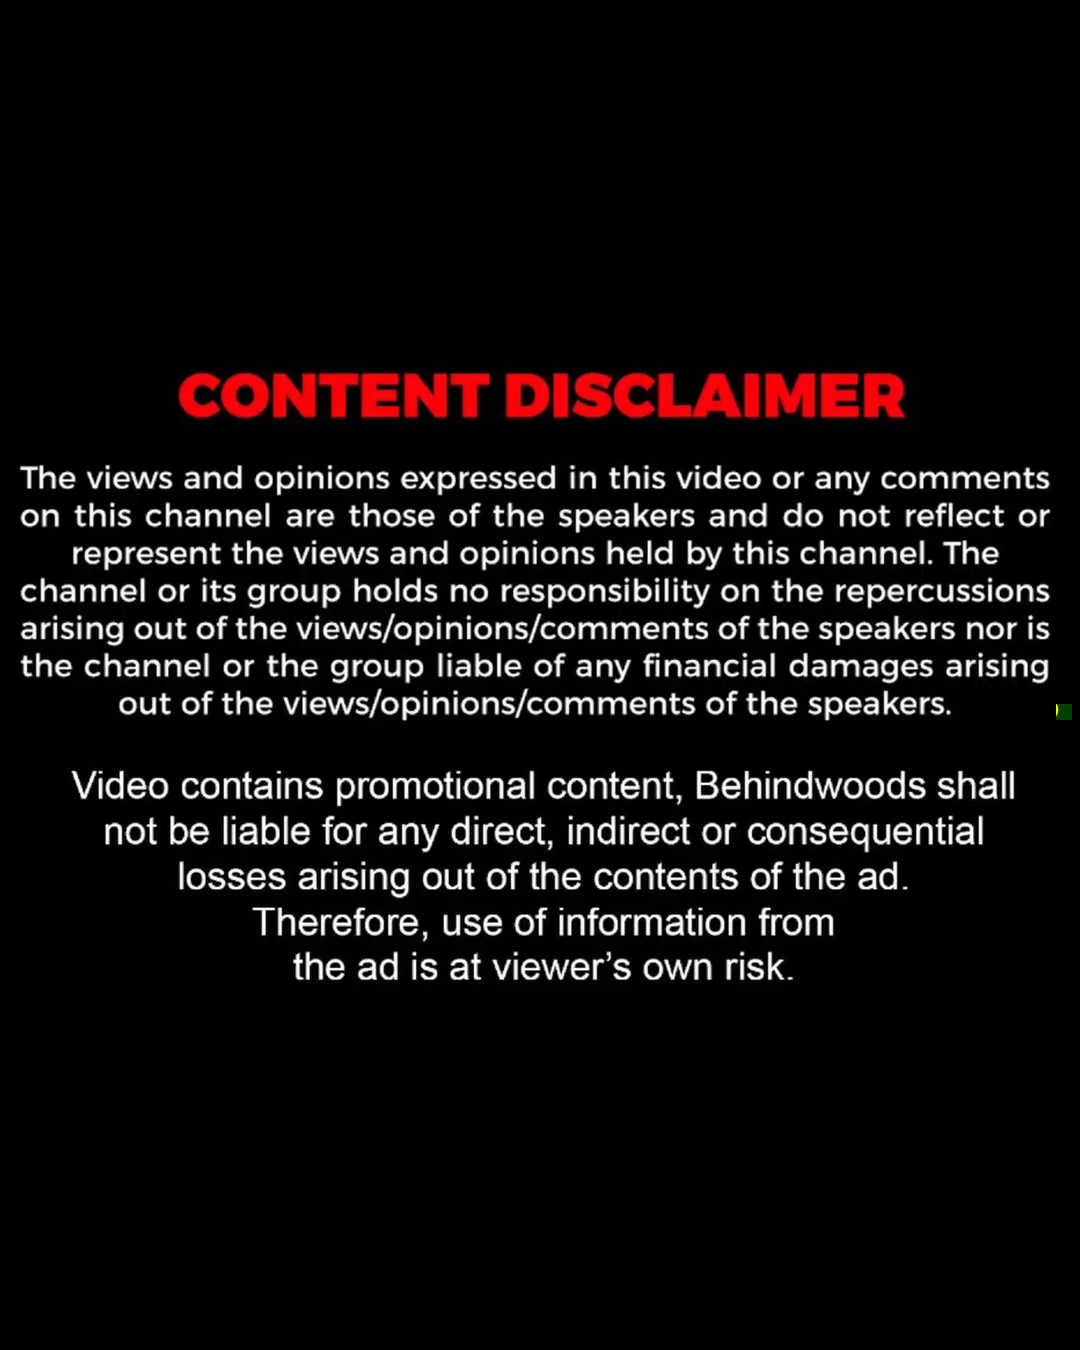 CONTENT DISCLAIMER
The views and opinions expressed in this video or any comments
on this channel are those of the speakers and do not reflect or
represent the views and opinions held by this channel. The
channel or its group holds no responsibility on the repercussions
arising out of the views/opinions/comments of the speakers nor is
the channel or the group liable of any financial damages arising
out of the views/opinions/comments of the speakers.
Video contains promotional content, Behindwoods shall
not be liable for any direct, indirect or consequential
losses arising out of the contents of the ad.
Therefore, use of information from
the ad is at viewer’s own risk.